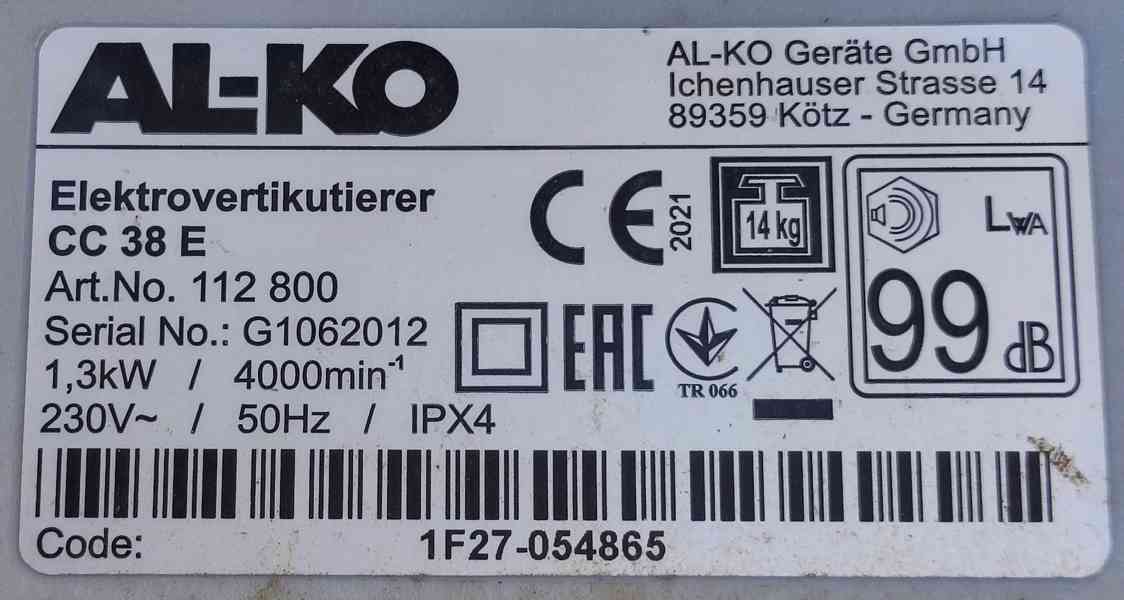 AL-KO
AL-KO Geräte GmbH
Ichenhauser Strasse 14
89359 Kötz - Germany
Elektrovertikutierer
CC 38 E
Art.No. 112 800
Serial No.: G1062012
1,3kW / 4000min⁻¹
230V~ / 50Hz / IPX4
CE
2021
14 kg
LWA
99
dB
EAC
TR 066
Code: 1F27-054865